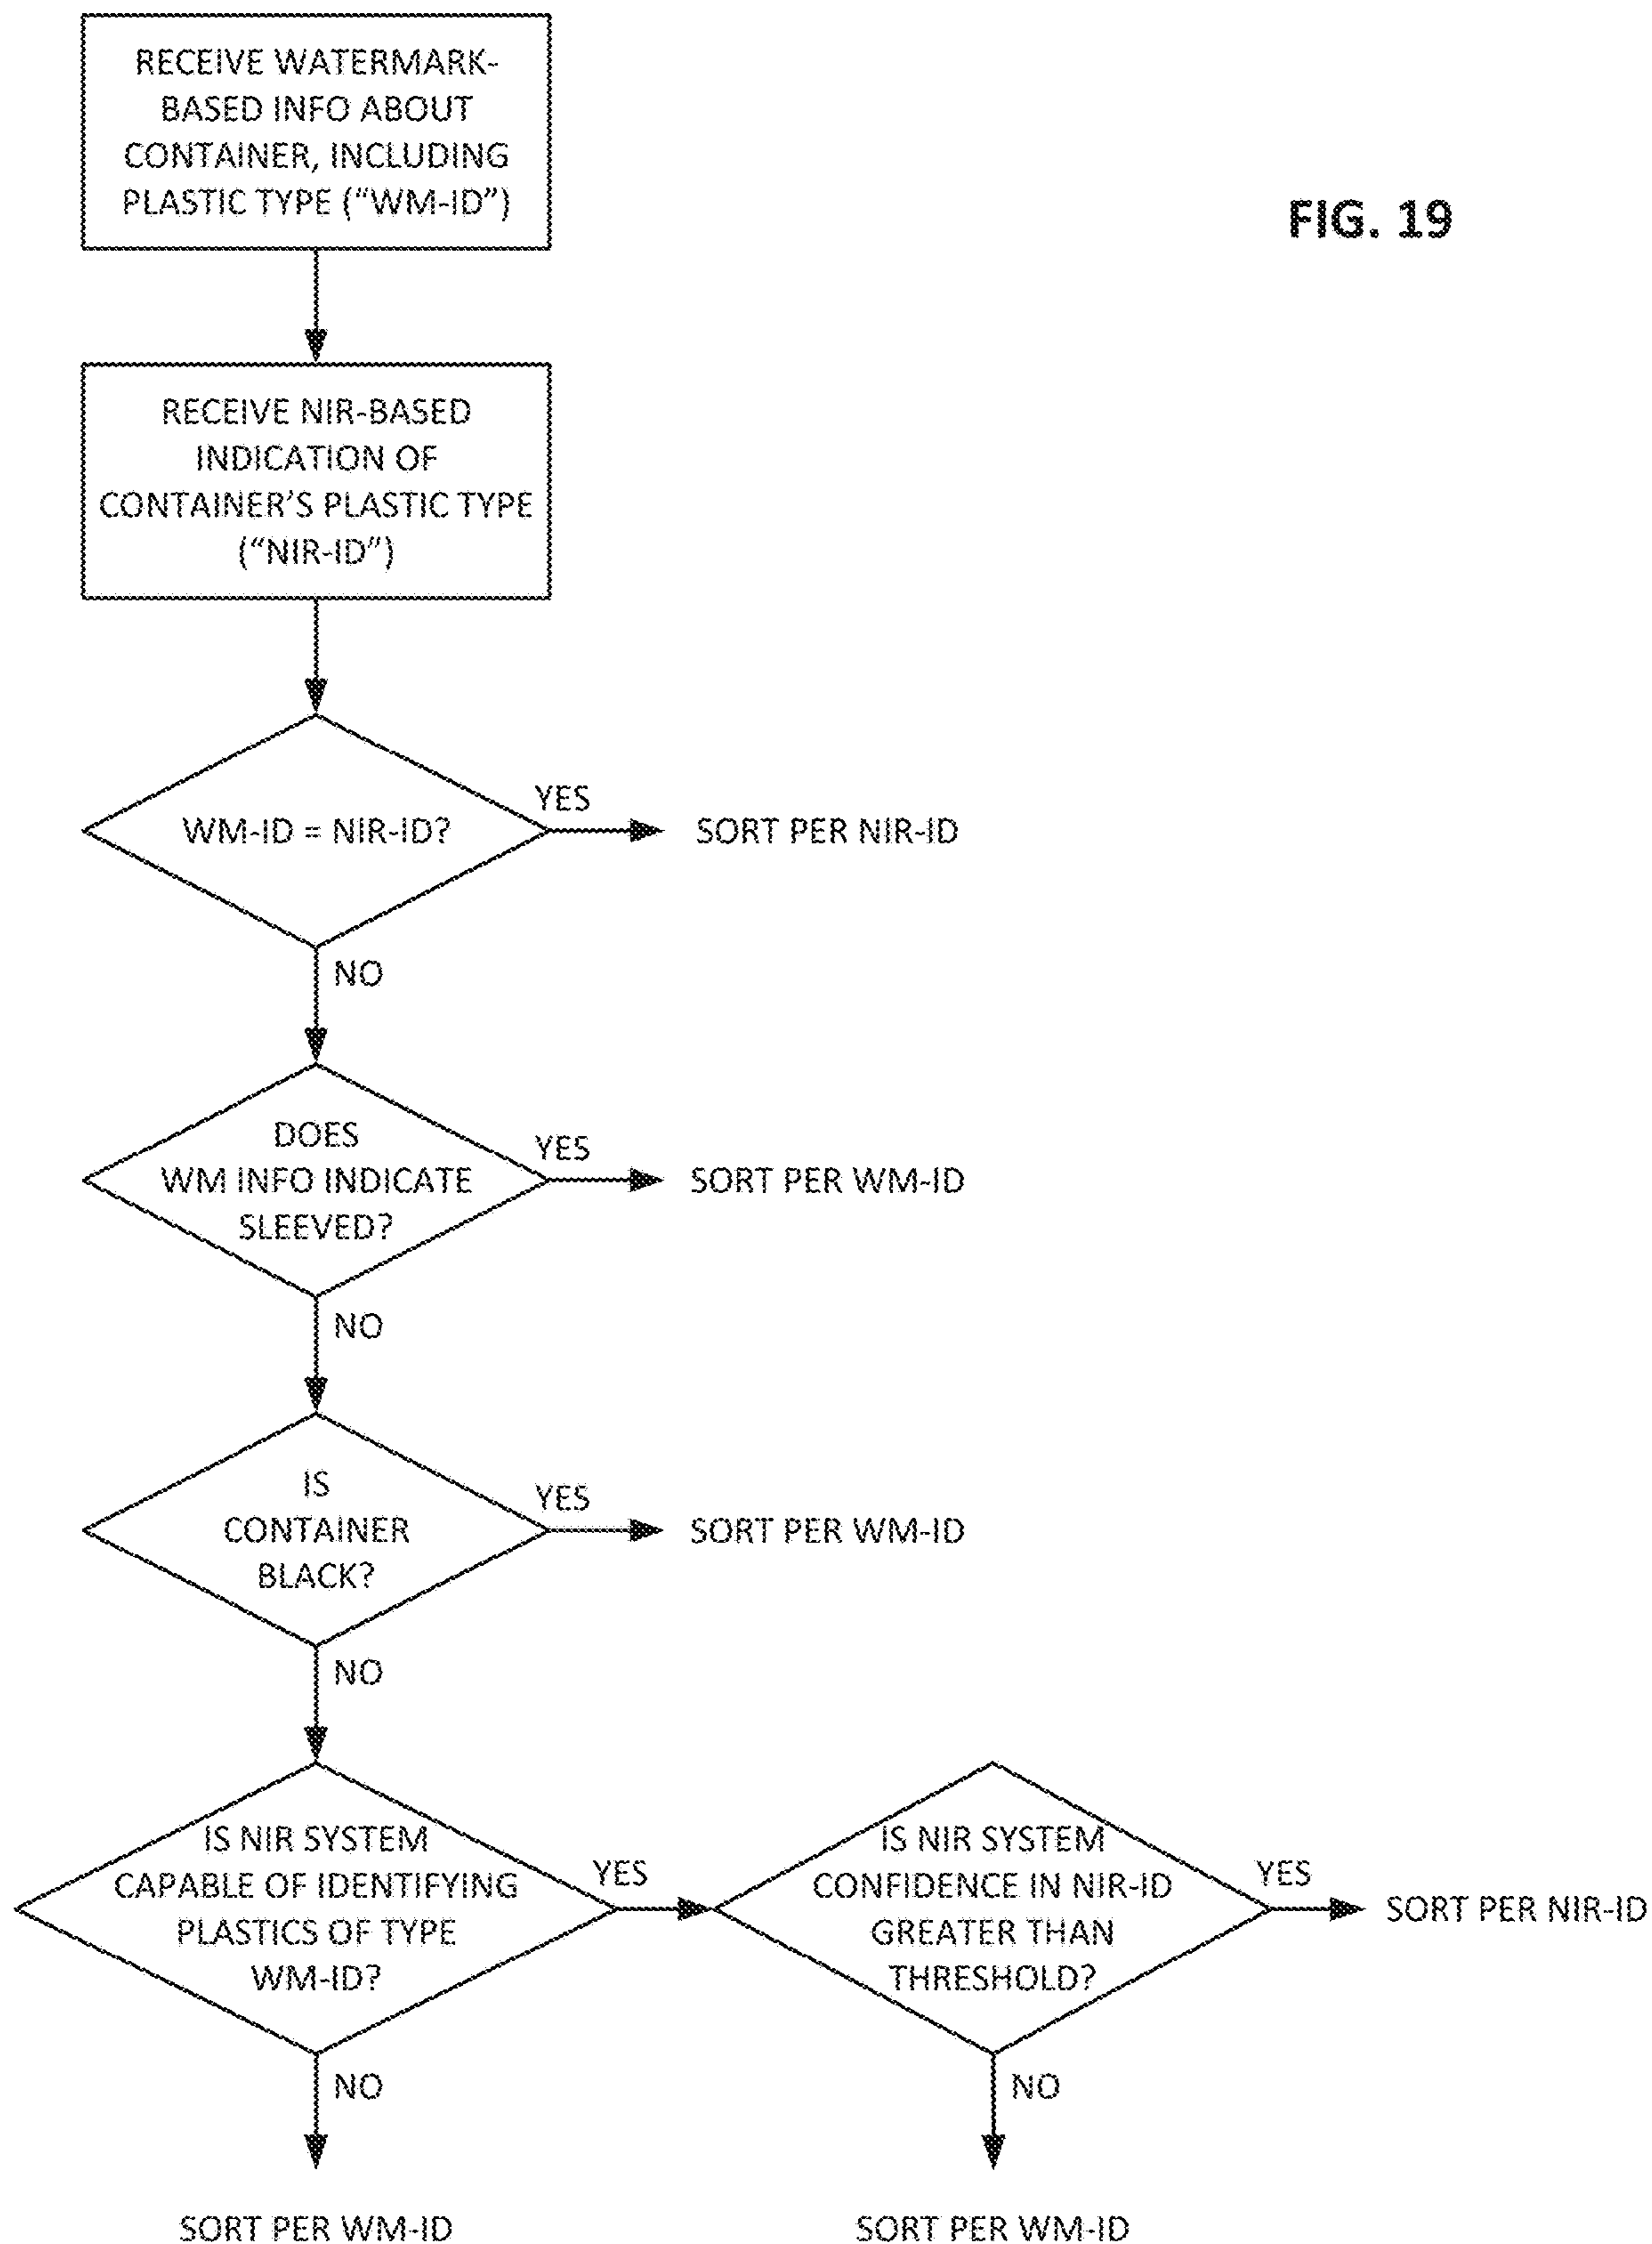 RECEIVE WATERMARK-
BASED INFO ABOUT
CONTAINER, INCLUDING
PLASTIC TYPE (“WM-ID”)
FIG. 19
RECEIVE NIR-BASED
INDICATION OF
CONTAINER’S PLASTIC TYPE
(“NIR-ID”)
WM-ID = NIR-ID?
YES
SORT PER NIR-ID
NO
DOES
WM INFO INDICATE
SLEEVED?
YES
SORT PER WM-ID
NO
IS
CONTAINER
BLACK?
YES
SORT PER WM-ID
NO
IS NIR SYSTEM
CAPABLE OF IDENTIFYING
PLASTICS OF TYPE
WM-ID?
YES
IS NIR SYSTEM
CONFIDENCE IN NIR-ID
GREATER THAN
THRESHOLD?
YES
SORT PER NIR-ID
NO
NO
SORT PER WM-ID
SORT PER WM-ID